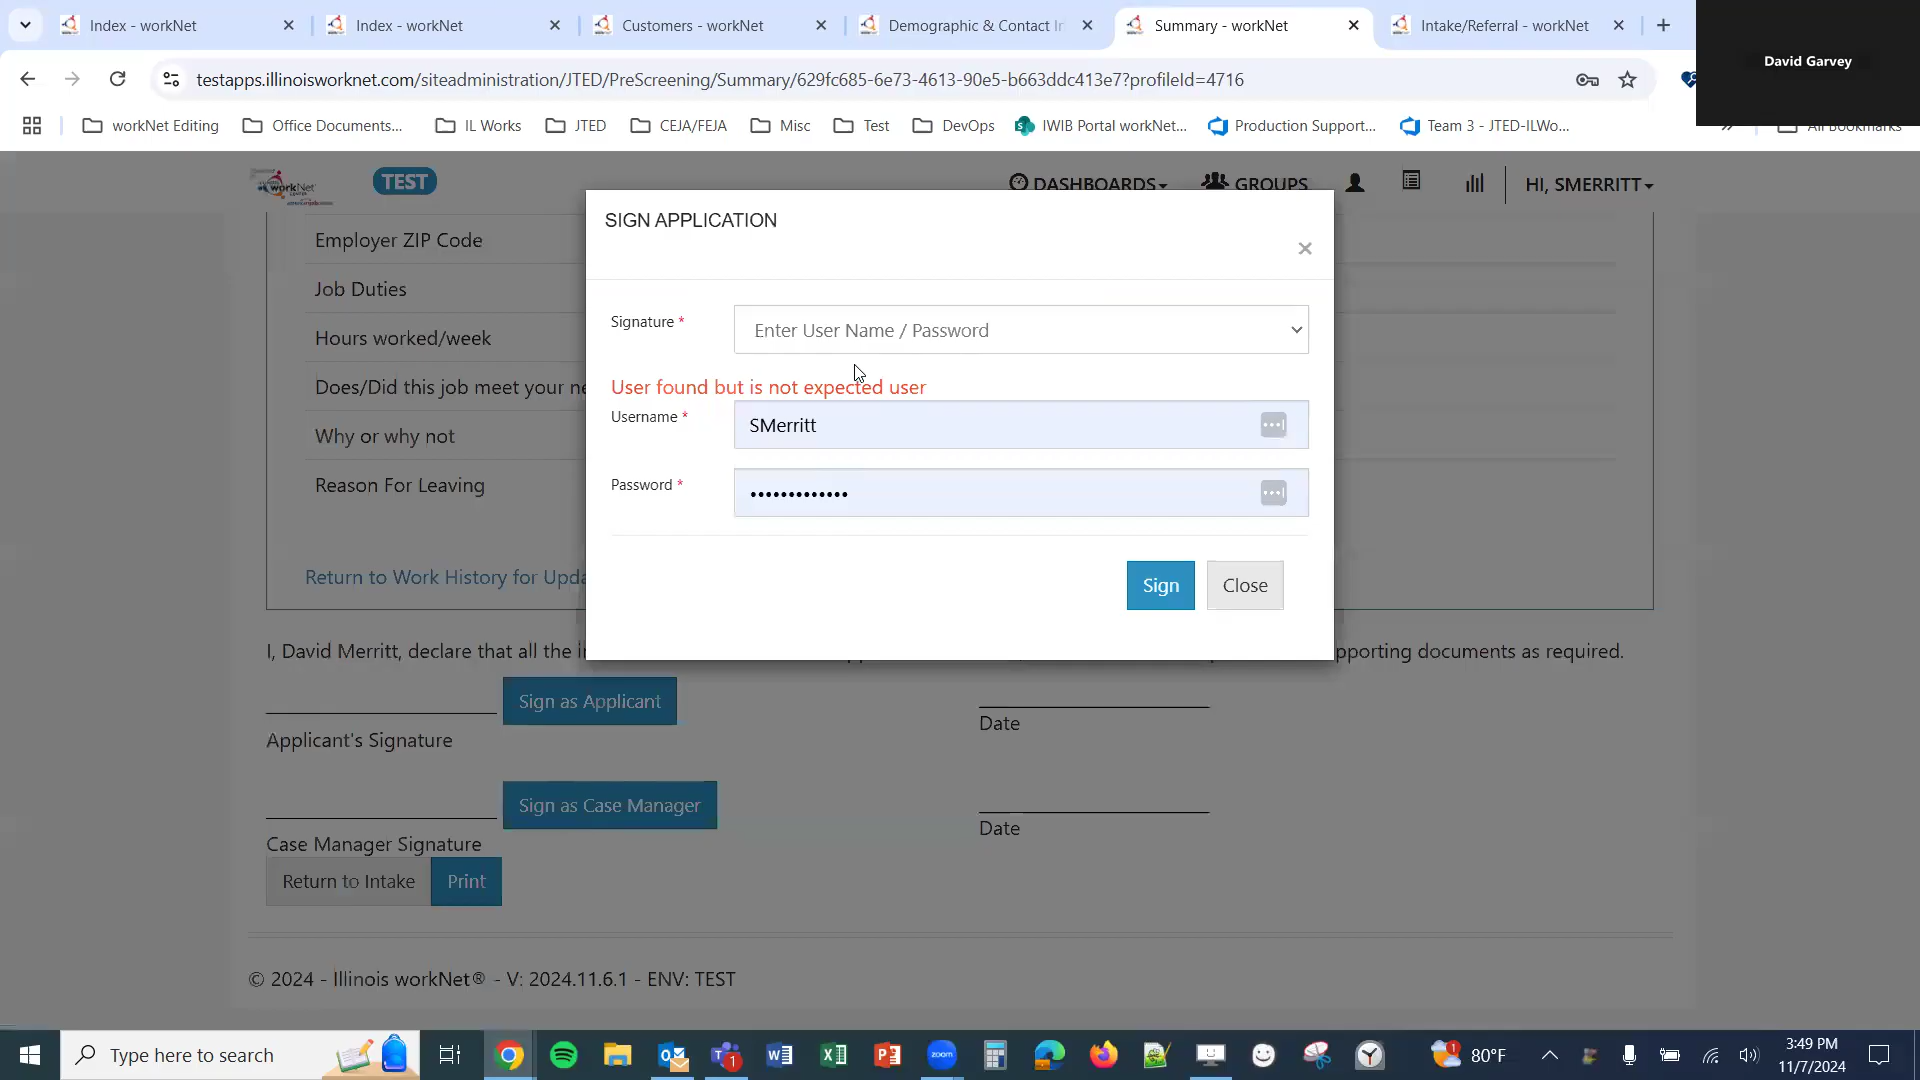 Index - workNet
Index - workNet
Customers - workNet
Demographic & Contact In
Summary - workNet
Intake/Referral - workNet
David Garvey
testapps.illinoisworknet.com/siteadministration/JTED/PreScreening/Summary/629fc685-6e73-4613-90e5-b663ddc413e7?profileId=4716
workNet Editing
Office Documents...
IL Works
JTED
CEJA/FEJA
Misc
Test
DevOps
IWIB Portal workNet...
Production Support...
Team 3 - JTED-ILWo...
All Bookmarks
workNet
TEST
DASHBOARDS
GROUPS
HI, SMERRITT
SIGN APPLICATION
Signature *
Enter User Name / Password
User found but is not expected user
Username *
SMerritt
Password *
•••••••••••••
Sign
Close
Employer ZIP Code
Job Duties
Hours worked/week
Does/Did this job meet your ne
Why or why not
Reason For Leaving
Return to Work History for Upda
I, David Merritt, declare that all the in
pporting documents as required.
Sign as Applicant
Applicant's Signature
Date
Sign as Case Manager
Case Manager Signature
Date
Return to Intake
Print
© 2024 - Illinois workNet® - V: 2024.11.6.1 - ENV: TEST
Type here to search
1
zoom
1
80°F
3:49 PM
11/7/2024